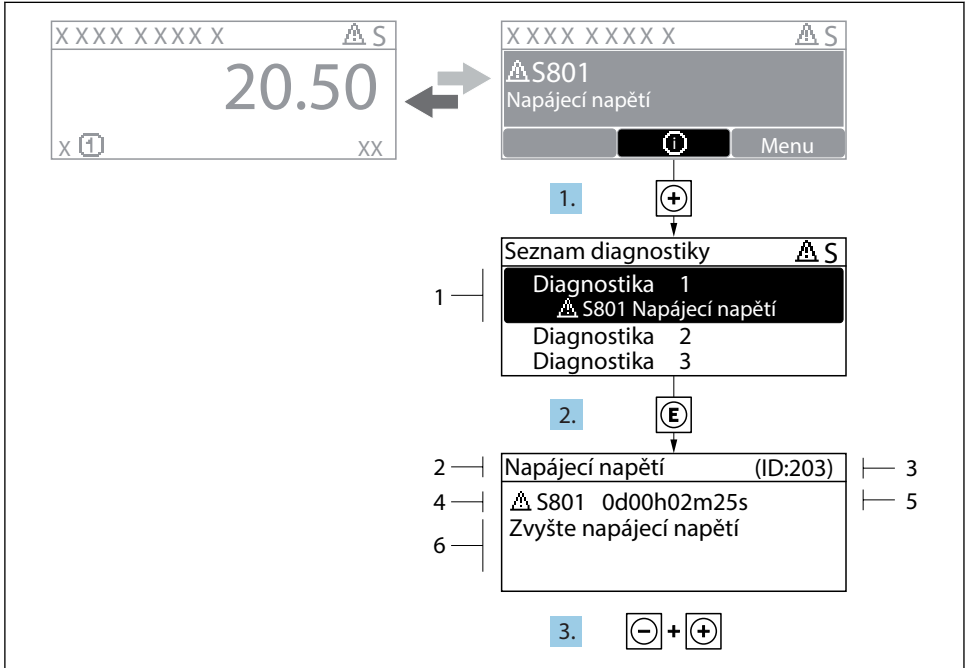 X XXXX X XXXX X ⚠ S
20.50
x 1 XX
X XXXX X XXXX X ⚠ S
⚠ S801
Napájecí napětí
i Menu
1. +
Seznam diagnostiky ⚠ S
1 Diagnostika 1
⚠ S801 Napájecí napětí
Diagnostika 2
Diagnostika 3
2. E
2 Napájecí napětí (ID:203) 3
4 ⚠ S801 0d00h02m25s 5
6 Zvyšte napájecí napětí
3. - + +